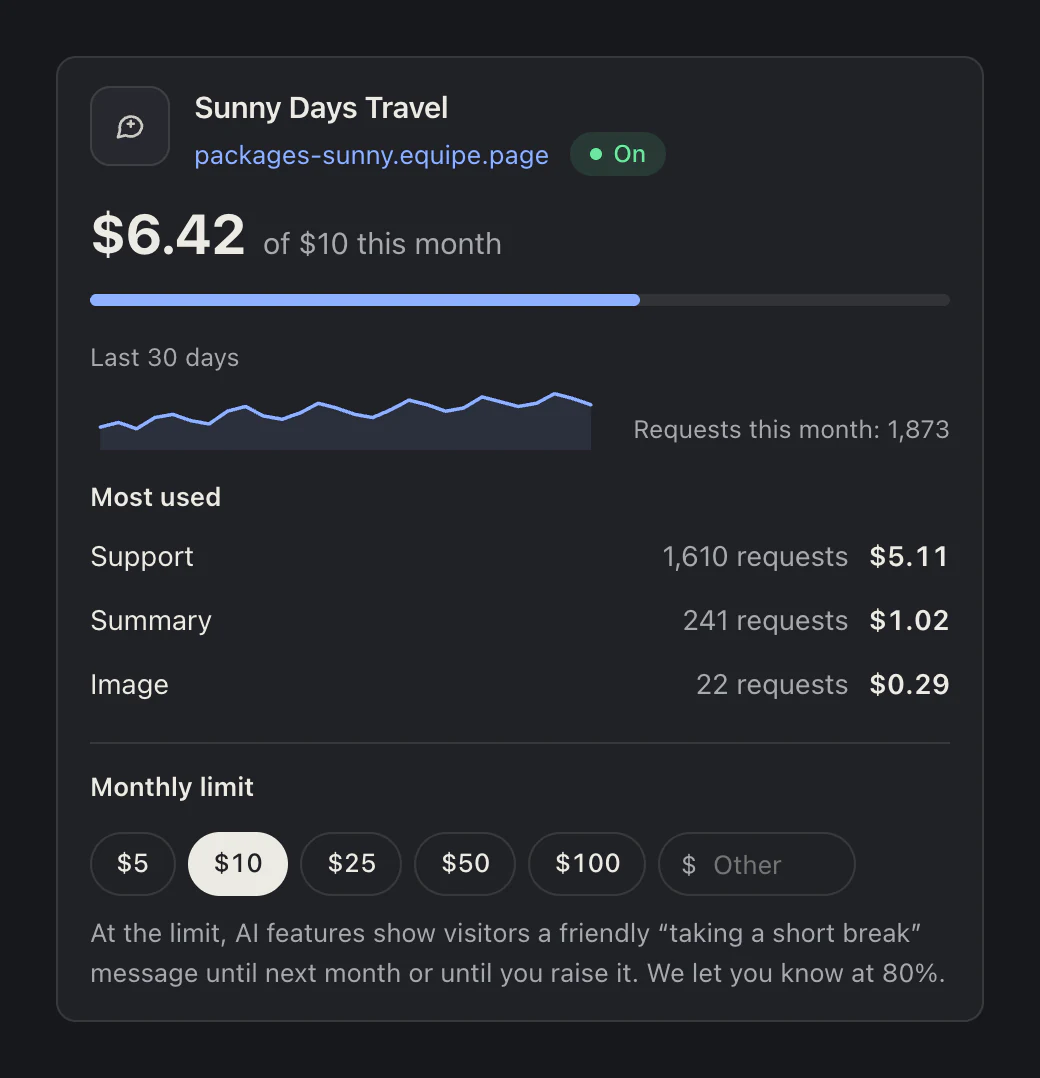 Sunny Days Travel
packages-sunny.equipe.page On
$6.42 of $10 this month
Last 30 days
Requests this month: 1,873
Most used
Support 1,610 requests $5.11
Summary 241 requests $1.02
Image 22 requests $0.29
Monthly limit
$5 $10 $25 $50 $100 $ Other
At the limit, AI features show visitors a friendly “taking a short break”
message until next month or until you raise it. We let you know at 80%.